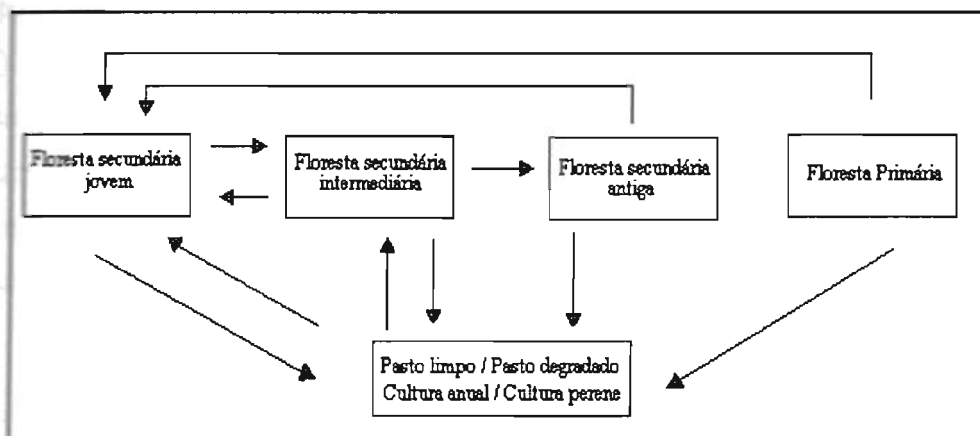 Floresta secundária
jovem
Floresta secundária
intermediária
Floresta secundária
antiga
Floresta Primária
Pasto limpo / Pasto degradado
Cultura anual / Cultura perene